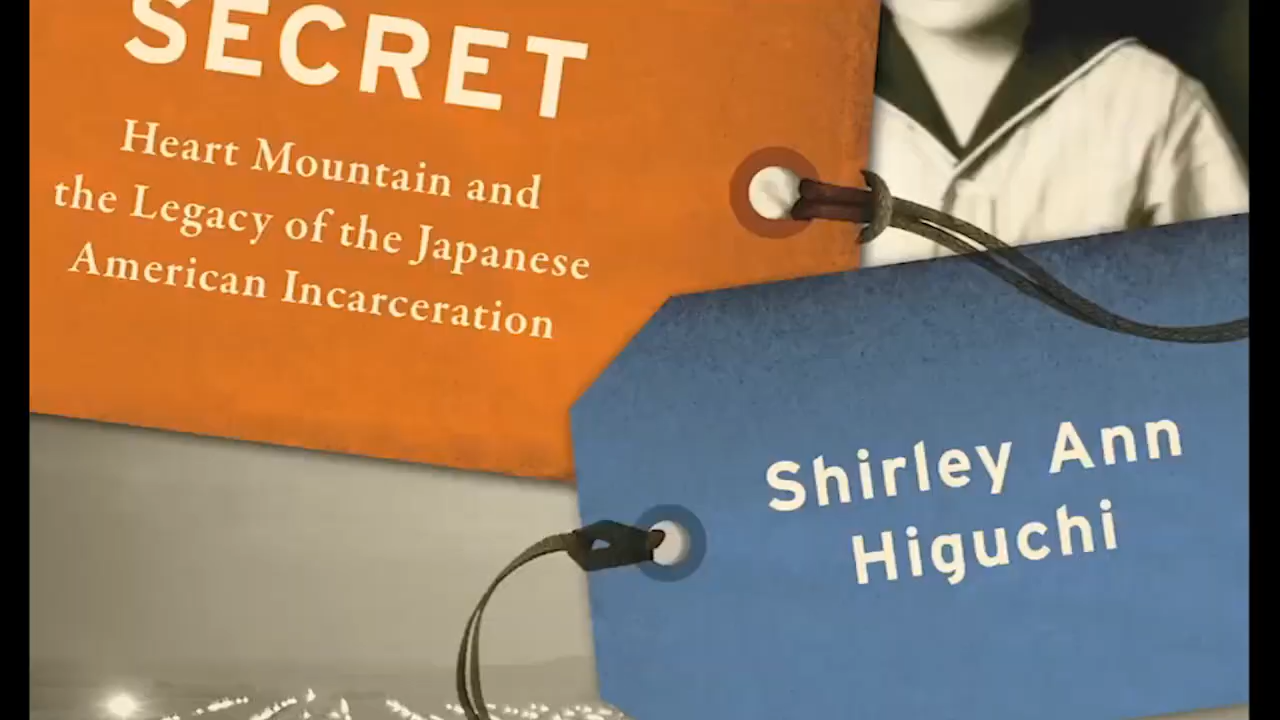 SECRET
Heart Mountain and
the Legacy of the Japanese
American Incarceration
Shirley Ann
Higuchi